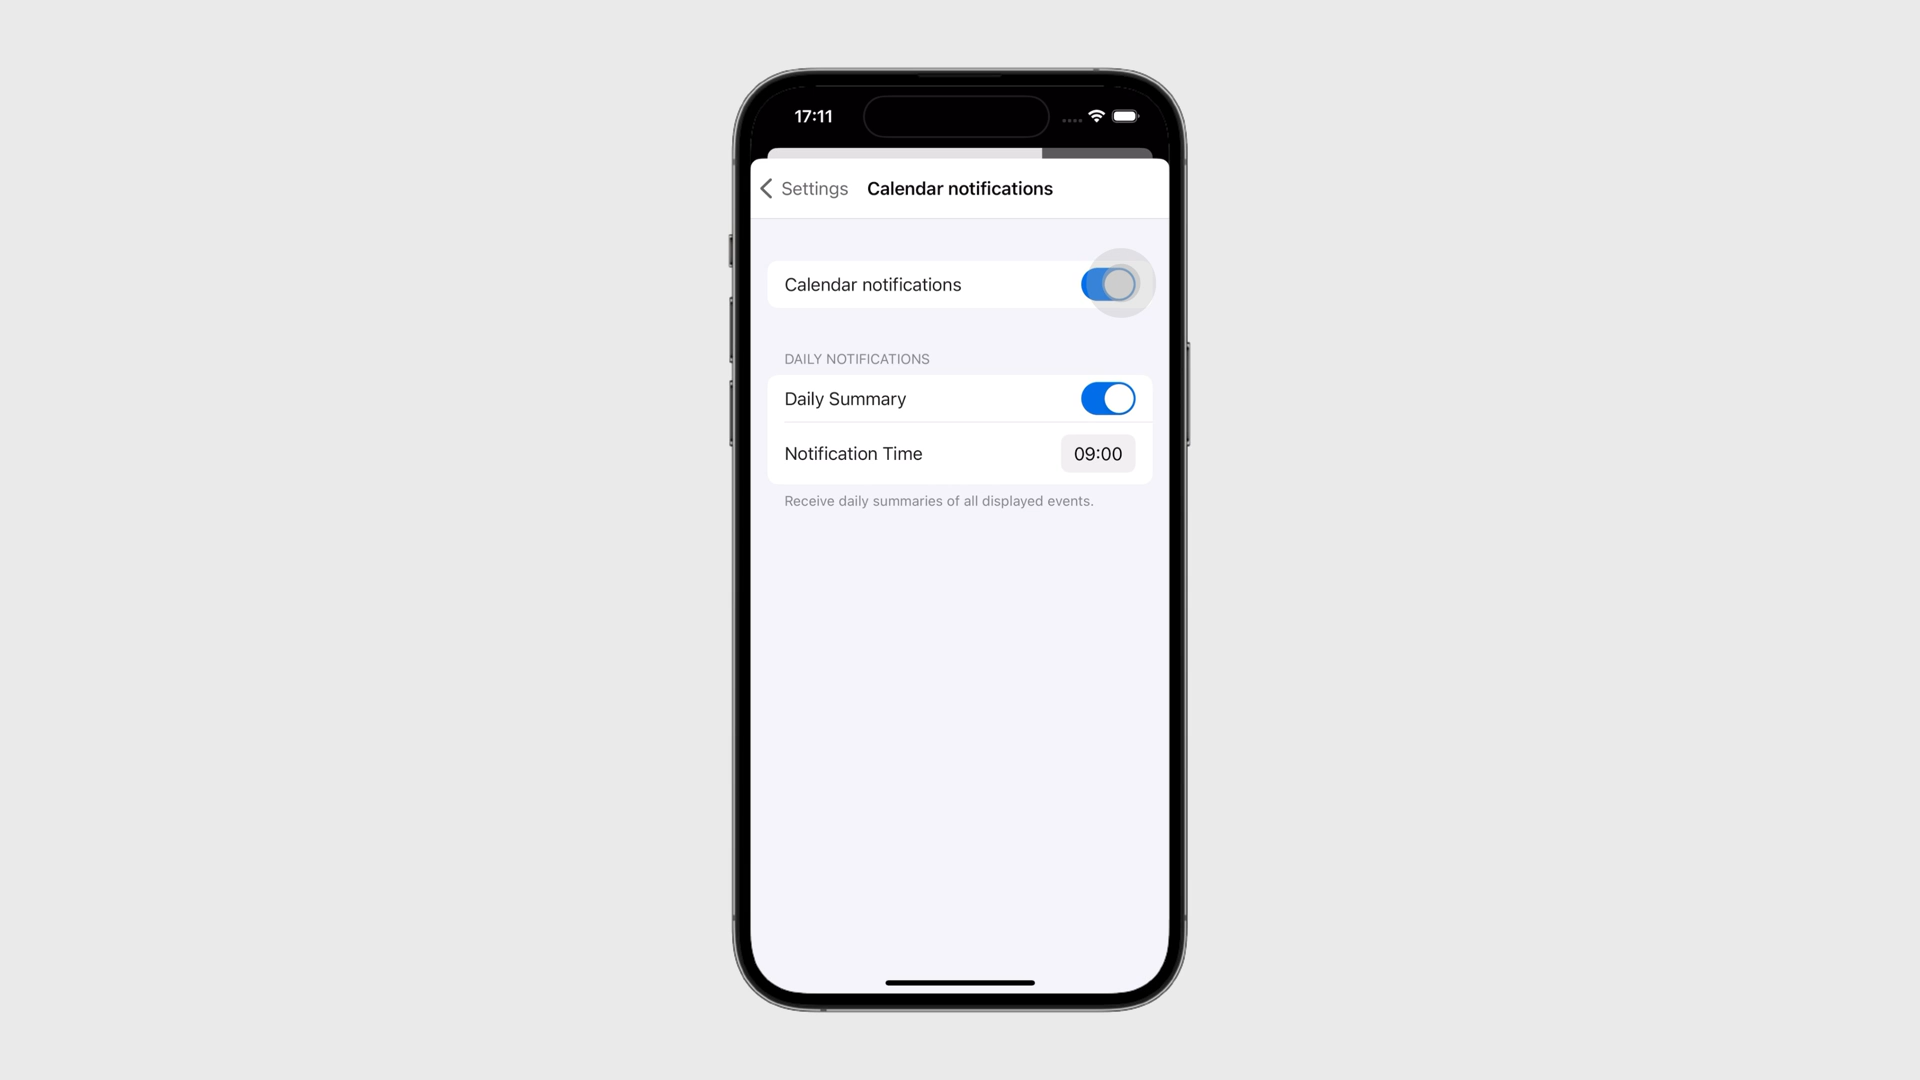 17:11
Settings Calendar notifications
Calendar notifications
DAILY NOTIFICATIONS
Daily Summary
Notification Time 09:00
Receive daily summaries of all displayed events.